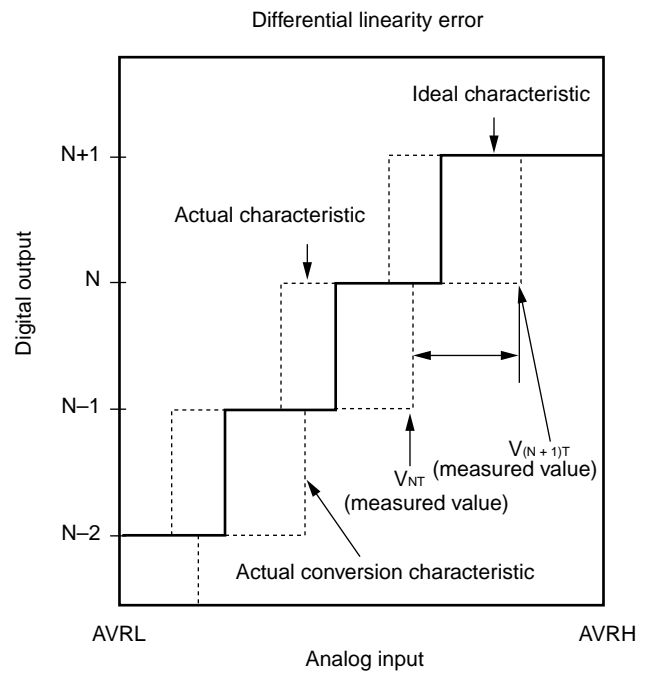 Differential linearity error
Ideal characteristic
N+1
Actual characteristic
N
Digital output
N–1
V(N + 1)T
VNT (measured value)
(measured value)
N–2
Actual conversion characteristic
AVRL
AVRH
Analog input